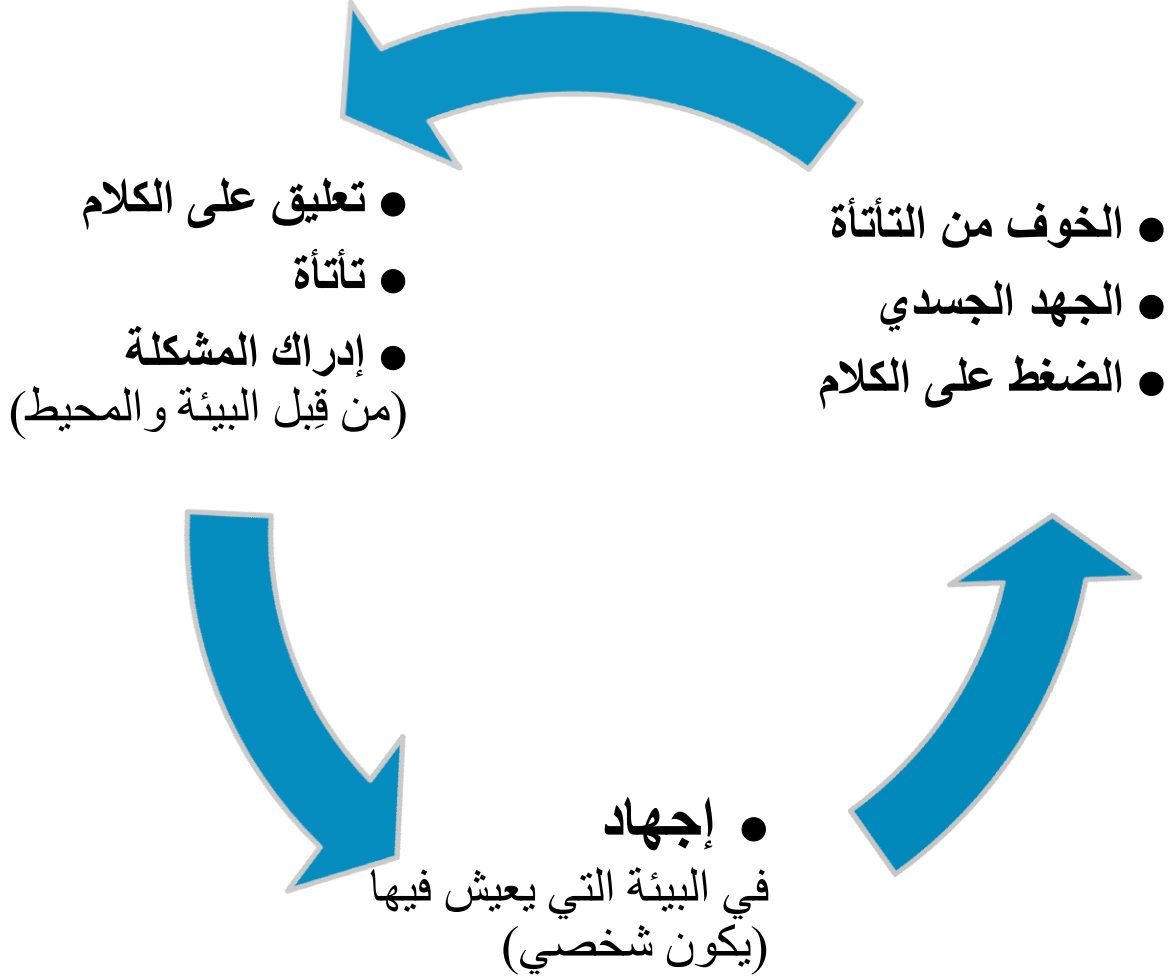 ● الخوف من التأتأة
● الجهد الجسدي
● الضغط على الكلام
● تعليق على الكلام
● تأتأة
● إدراك المشكلة
(من قِبل البيئة والمحيط)
● إجهاد
في البيئة التي يعيش فيها
(يكون شخصي)